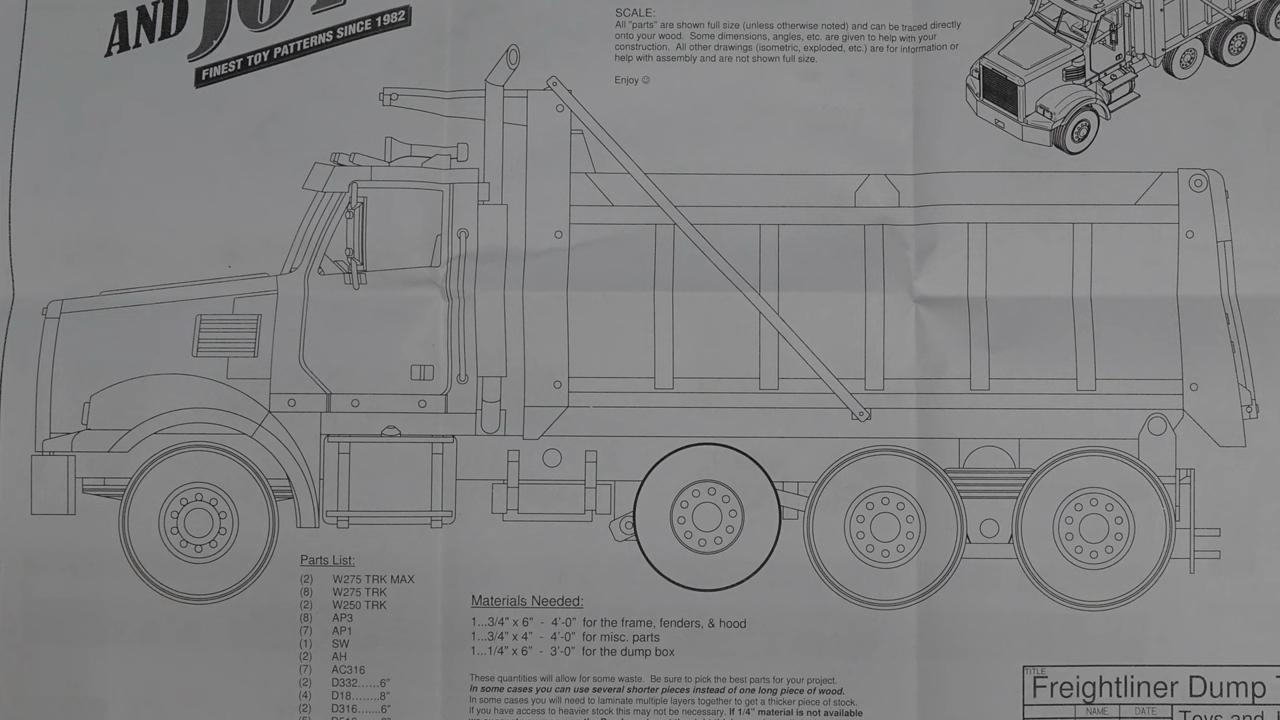 AND JOY
FINEST TOY PATTERNS SINCE 1982
SCALE:
All "parts" are shown full size (unless otherwise noted) and can be traced directly
onto your wood. Some dimensions, angles, etc. are given to help with your
construction. All other drawings (isometric, exploded, etc.) are for information or
help with assembly and are not shown full size.
Enjoy ☺
Parts List:
(2) W275 TRK MAX
(8) W275 TRK
(2) W250 TRK
(8) AP3
(7) AP1
(1) SW
(2) AH
(7) AC316
(2) D332......6"
(4) D18.......8"
(2) D316......6"
Materials Needed:
1...3/4" x 6" - 4'-0" for the frame, fenders, & hood
1...3/4" x 4" - 4'-0" for misc. parts
1...1/4" x 6" - 3'-0" for the dump box
These quantities will allow for some waste. Be sure to pick the best parts for your project.
In some cases you can use several shorter pieces instead of one long piece of wood.
In some cases you will need to laminate multiple layers together to get a thicker piece of stock.
If you have access to heavier stock this may not be necessary. If 1/4" material is not available
TITLE
Freightliner Dump T
NAME DATE
Toys and